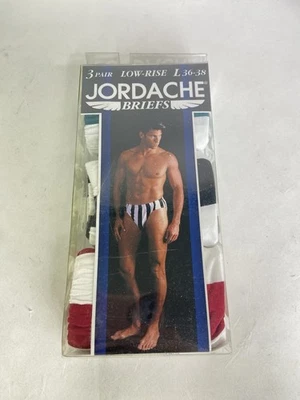 3 PAIR LOW-RISE L 36-38
JORDACHE
BRIEFS